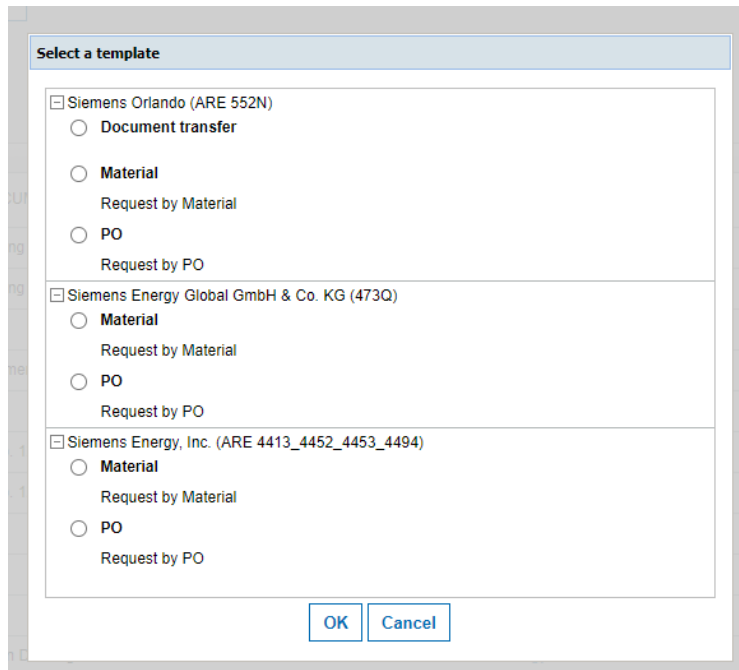 Select a template
Siemens Orlando (ARE 552N)
Document transfer
Material
Request by Material
PO
Request by PO
Siemens Energy Global GmbH & Co. KG (473Q)
Material
Request by Material
PO
Request by PO
Siemens Energy, Inc. (ARE 4413_4452_4453_4494)
Material
Request by Material
PO
Request by PO
OK Cancel